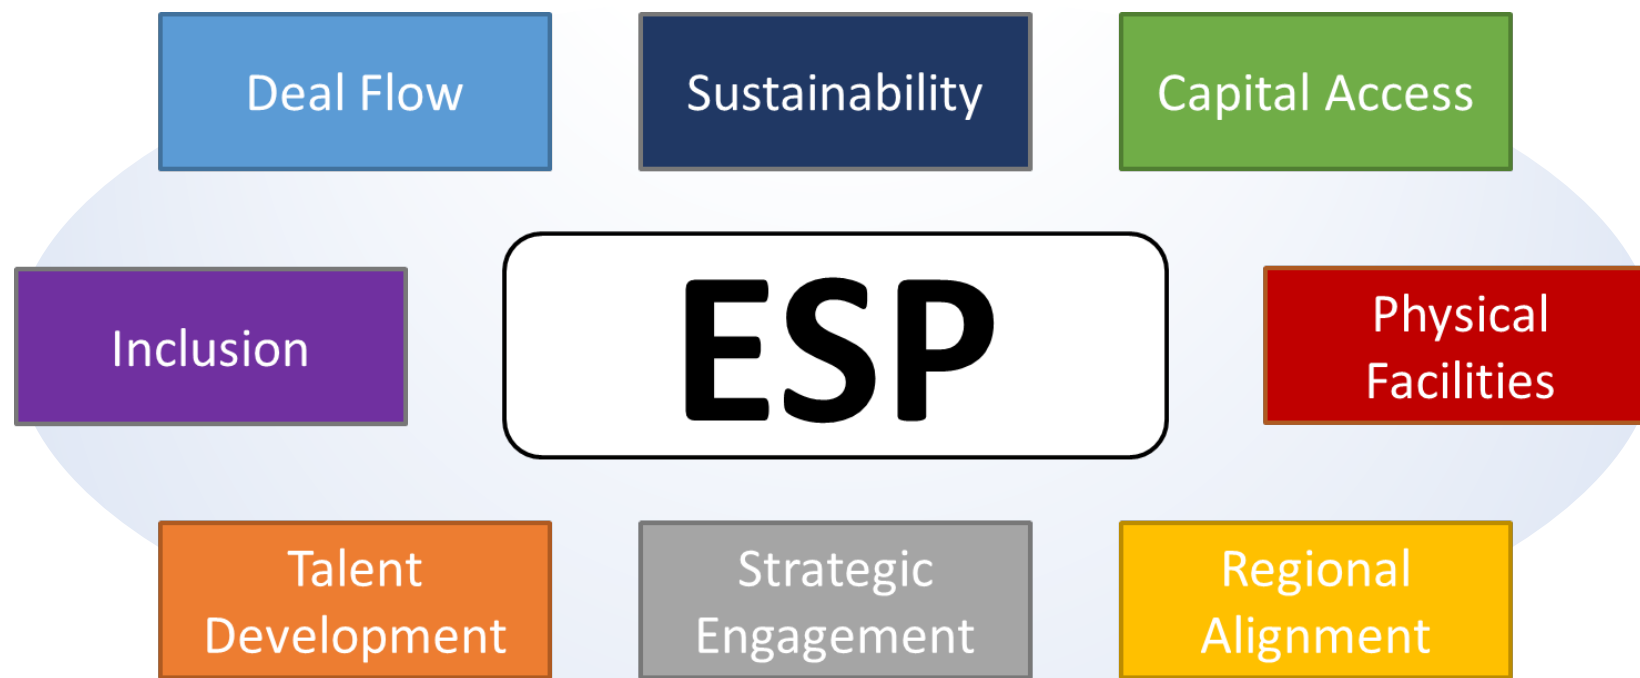 Deal Flow
Sustainability
Capital Access
Inclusion
ESP
Physical
Facilities
Talent
Development
Strategic
Engagement
Regional
Alignment